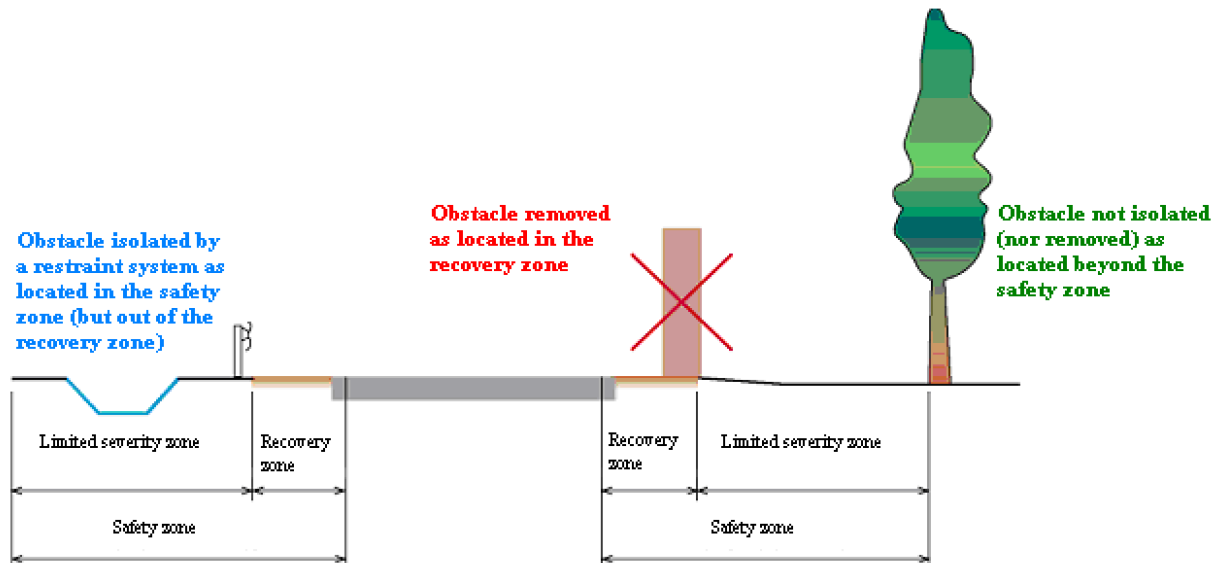 Obstacle isolated by
a restraint system as
located in the safety
zone (but out of the
recovery zone)
Obstacle removed
as located in the
recovery zone
Obstacle not isolated
(nor removed) as
located beyond the
safety zone
Limited severity zone
Recovery
zone
Recovery
zone
Limited severity zone
Safety zone
Safety zone